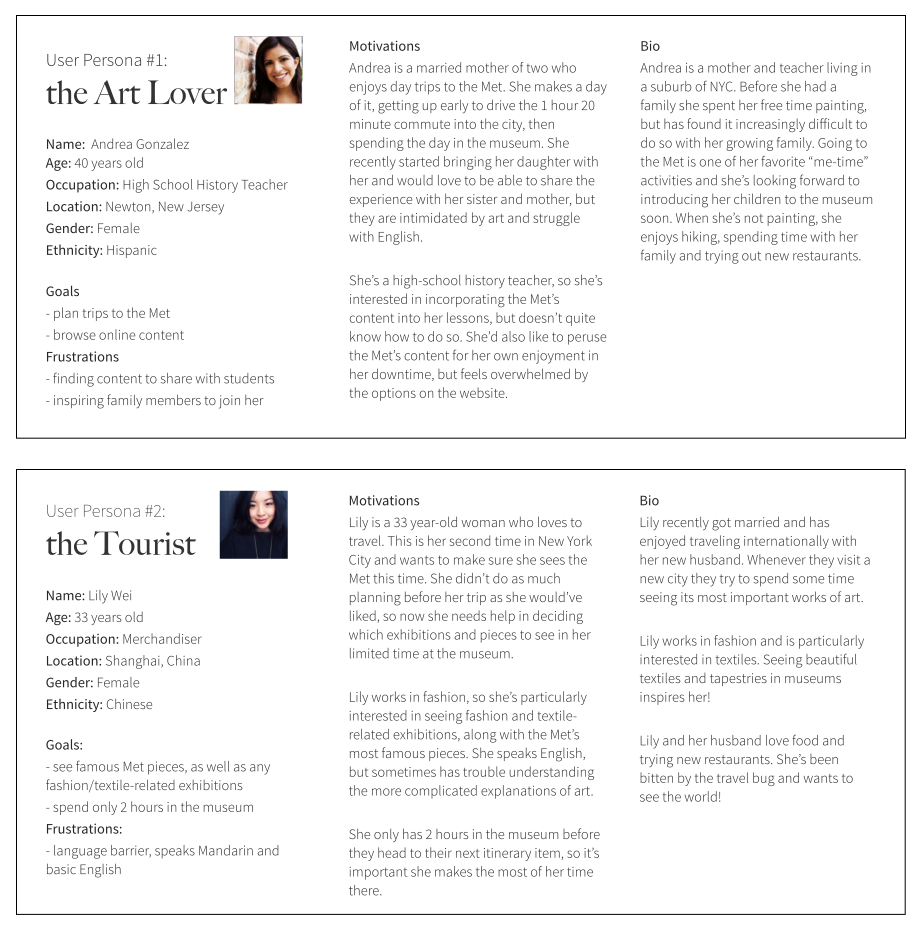 User Persona #1:
the Art Lover
Name: Andrea Gonzalez
Age: 40 years old
Occupation: High School History Teacher
Location: Newton, New Jersey
Gender: Female
Ethnicity: Hispanic
Goals
- plan trips to the Met
- browse online content
Frustrations
- finding content to share with students
- inspiring family members to join her
Motivations
Andrea is a married mother of two who
enjoys day trips to the Met. She makes a day
of it, getting up early to drive the 1 hour 20
minute commute into the city, then
spending the day in the museum. She
recently started bringing her daughter with
her and would love to be able to share the
experience with her sister and mother, but
they are intimidated by art and struggle
with English.
She’s a high-school history teacher, so she’s
interested in incorporating the Met’s
content into her lessons, but doesn’t quite
know how to do so. She’d also like to peruse
the Met’s content for her own enjoyment in
her downtime, but feels overwhelmed by
the options on the website.
Bio
Andrea is a mother and teacher living in
a suburb of NYC. Before she had a
family she spent her free time painting,
but has found it increasingly difficult to
do so with her growing family. Going to
the Met is one of her favorite “me-time”
activities and she’s looking forward to
introducing her children to the museum
soon. When she’s not painting, she
enjoys hiking, spending time with her
family and trying out new restaurants.
User Persona #2:
the Tourist
Name: Lily Wei
Age: 33 years old
Occupation: Merchandiser
Location: Shanghai, China
Gender: Female
Ethnicity: Chinese
Goals:
- see famous Met pieces, as well as any
fashion/textile-related exhibitions
- spend only 2 hours in the museum
Frustrations:
- language barrier, speaks Mandarin and
basic English
Motivations
Lily is a 33 year-old woman who loves to
travel. This is her second time in New York
City and wants to make sure she sees the
Met this time. She didn’t do as much
planning before her trip as she would’ve
liked, so now she needs help in deciding
which exhibitions and pieces to see in her
limited time at the museum.
Lily works in fashion, so she’s particularly
interested in seeing fashion and textile-
related exhibitions, along with the Met’s
most famous pieces. She speaks English,
but sometimes has trouble understanding
the more complicated explanations of art.
She only has 2 hours in the museum before
they head to their next itinerary item, so it’s
important she makes the most of her time
there.
Bio
Lily recently got married and has
enjoyed traveling internationally with
her new husband. Whenever they visit a
new city they try to spend some time
seeing its most important works of art.
Lily works in fashion and is particularly
interested in textiles. Seeing beautiful
textiles and tapestries in museums
inspires her!
Lily and her husband love food and
trying new restaurants. She’s been
bitten by the travel bug and wants to
see the world!